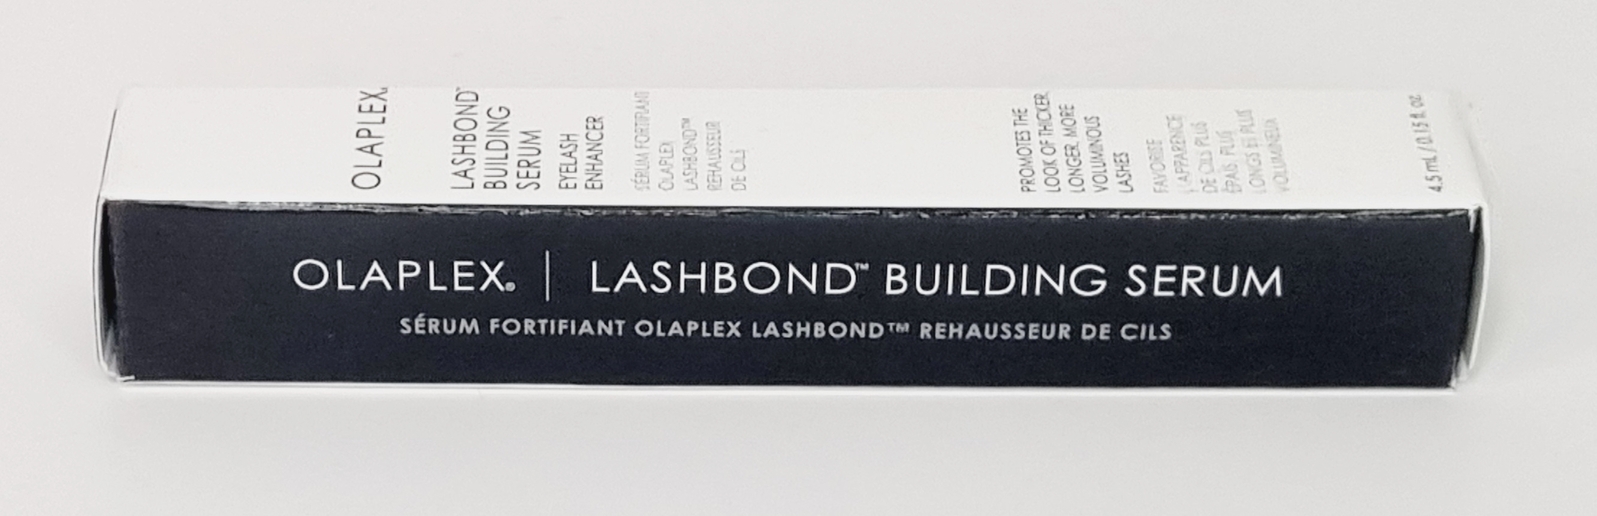 OLAPLEX®
LASHBOND™
BUILDING
SERUM
EYELASH
ENHANCER
SÉRUM FORTIFIANT
OLAPLEX
LASHBOND™
REHAUSSEUR
DE CILS
PROMOTES THE
LOOK OF THICKER,
LONGER, MORE
VOLUMINOUS
LASHES
FAVORISE
L'APPARENCE
DE CILS PLUS
ÉPAIS, PLUS
LONGS ET PLUS
VOLUMINEUX
4.5 mL / 0.15 fl. oz
OLAPLEX® | LASHBOND™ BUILDING SERUM
SÉRUM FORTIFIANT OLAPLEX LASHBOND™ REHAUSSEUR DE CILS